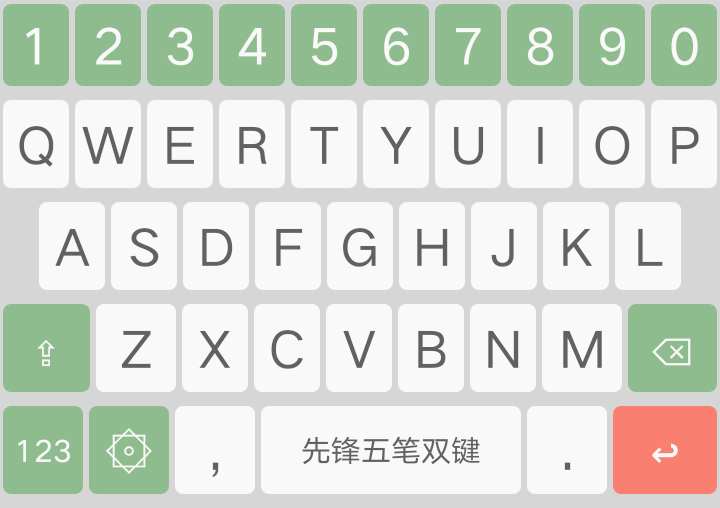 1 2 3 4 5 6 7 8 9 0
Q W E R T Y U I O P
A S D F G H J K L
⇪ Z X C V B N M ⌫
123 , 先锋五笔双键 . ↩